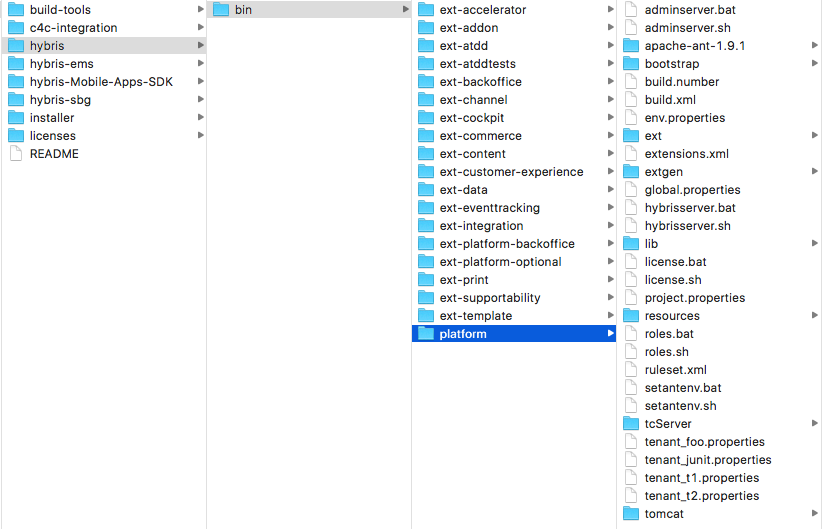 build-tools
c4c-integration
hybris
hybris-ems
hybris-Mobile-Apps-SDK
hybris-sbg
installer
licenses
README
bin
ext-accelerator
ext-addon
ext-atdd
ext-atddtests
ext-backoffice
ext-channel
ext-cockpit
ext-commerce
ext-content
ext-customer-experience
ext-data
ext-eventtracking
ext-integration
ext-platform-backoffice
ext-platform-optional
ext-print
ext-supportability
ext-template
platform
adminserver.bat
adminserver.sh
apache-ant-1.9.1
bootstrap
build.number
build.xml
env.properties
ext
extensions.xml
extgen
global.properties
hybrisserver.bat
hybrisserver.sh
lib
license.bat
license.sh
project.properties
resources
roles.bat
roles.sh
ruleset.xml
setantenv.bat
setantenv.sh
tcServer
tenant_foo.properties
tenant_junit.properties
tenant_t1.properties
tenant_t2.properties
tomcat